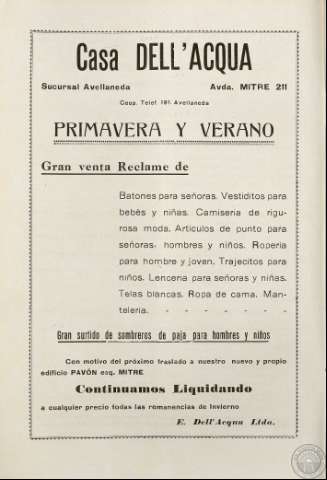 Casa DELL'ACQUA
Sucursal Avellaneda Avda. MITRE 211
Coop. Telef. 181 Avellaneda
PRIMAVERA Y VERANO
Gran venta Reclame de
Batones para señoras. Vestiditos para
bebés y niñas. Camisería de rigu-
rosa moda. Artículos de punto para
señoras, hombres y niños. Ropería
para hombre y joven. Trajecitos para
niños. Lencería para señoras y niñas.
Telas blancas. Ropa de cama. Man-
telería. - - - - - - -
Gran surtido de sombreros de paja para hombres y niños
Con motivo del próximo traslado a nuestro nuevo y propio
edificio PAVÓN esq. MITRE
Continuamos Liquidando
a cualquier precio todas las romanencias de Invierno
E. Dell'Acqua Ltda.